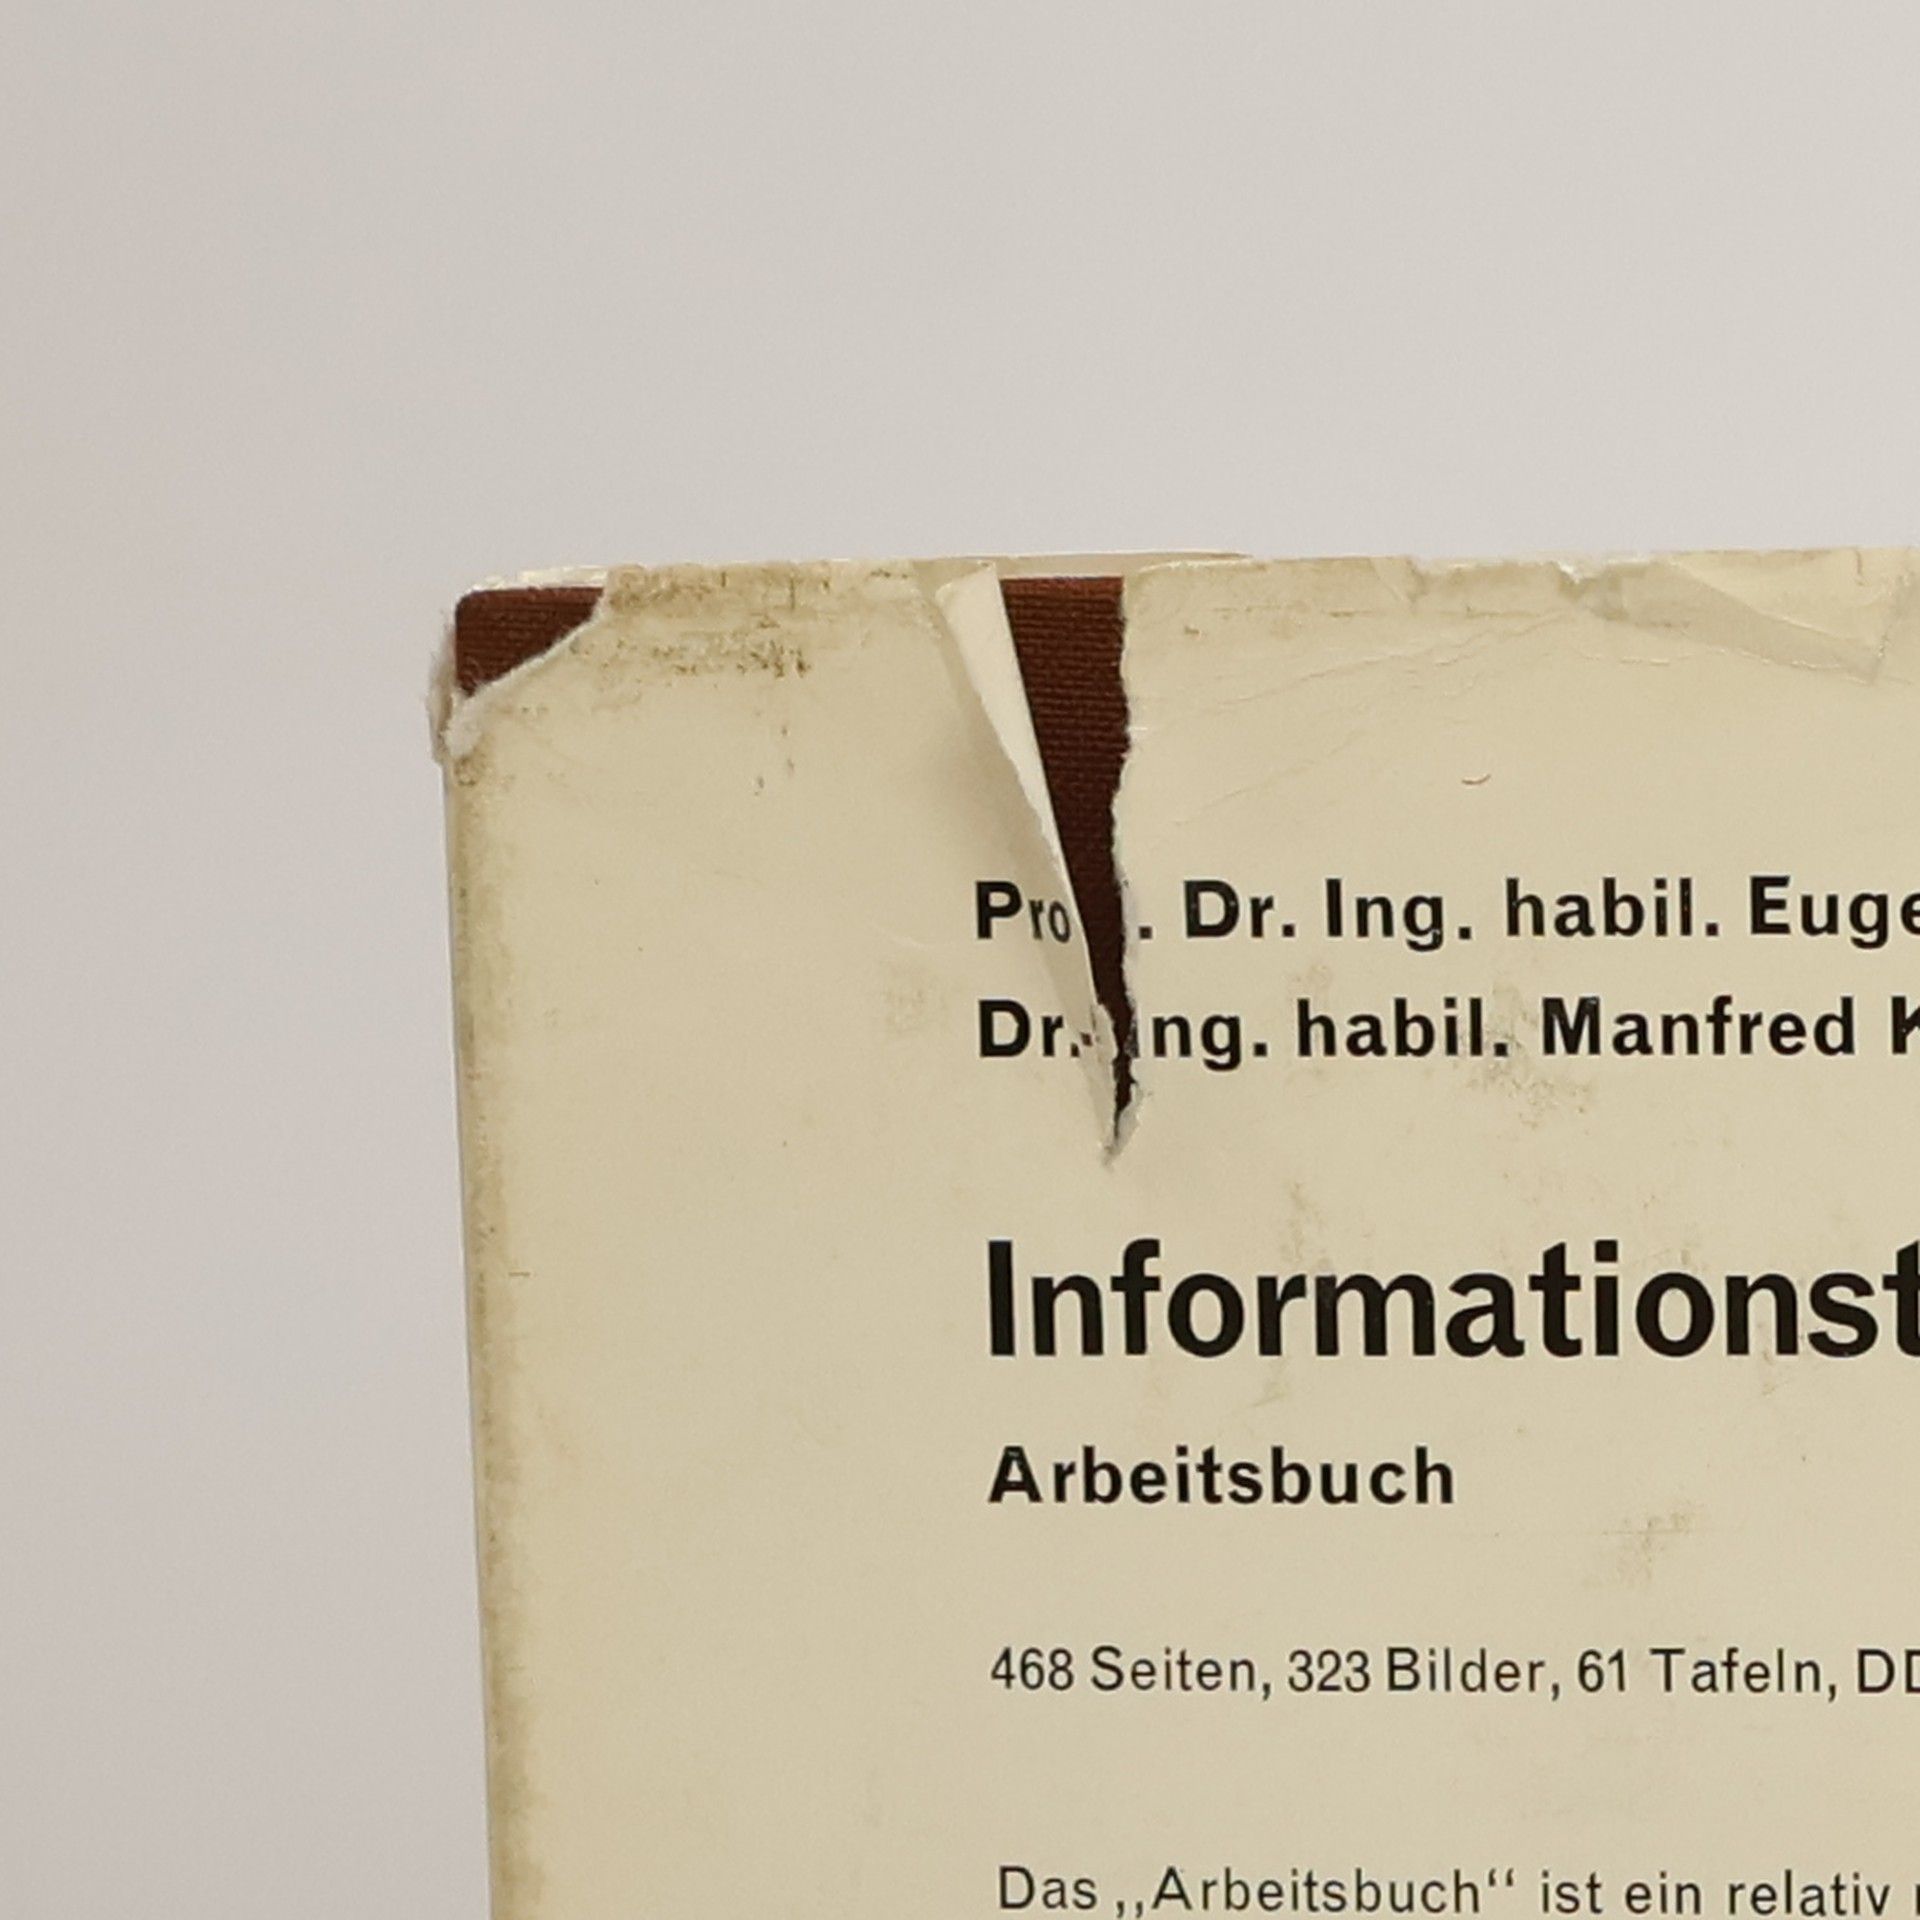 Pro . Dr. Ing. habil. Euge
Dr. Ing. habil. Manfred K
Informationst
Arbeitsbuch
468 Seiten, 323 Bilder, 61 Tafeln, DD
Das ,,Arbeitsbuch“ ist ein relativ